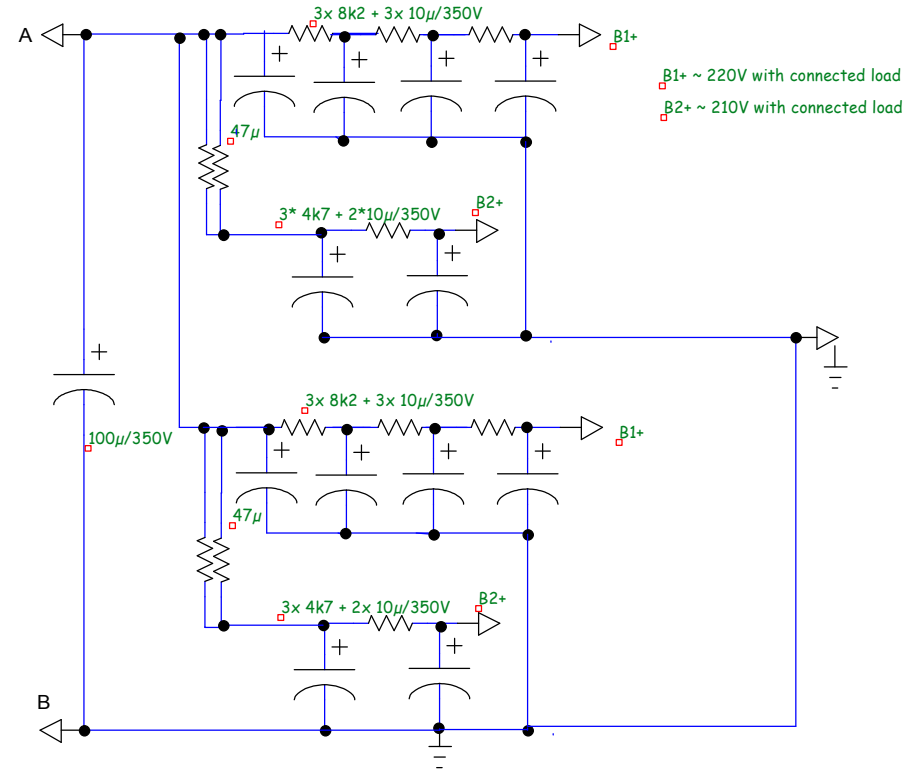 3x 8k2 + 3x 10µ/350V
A
B1+
B1+ ~ 220V with connected load
B2+ ~ 210V with connected load
47µ
B2+
3* 4k7 + 2*10µ/350V
3x 8k2 + 3x 10µ/350V
B1+
100µ/350V
47µ
B2+
3x 4k7 + 2x 10µ/350V
B